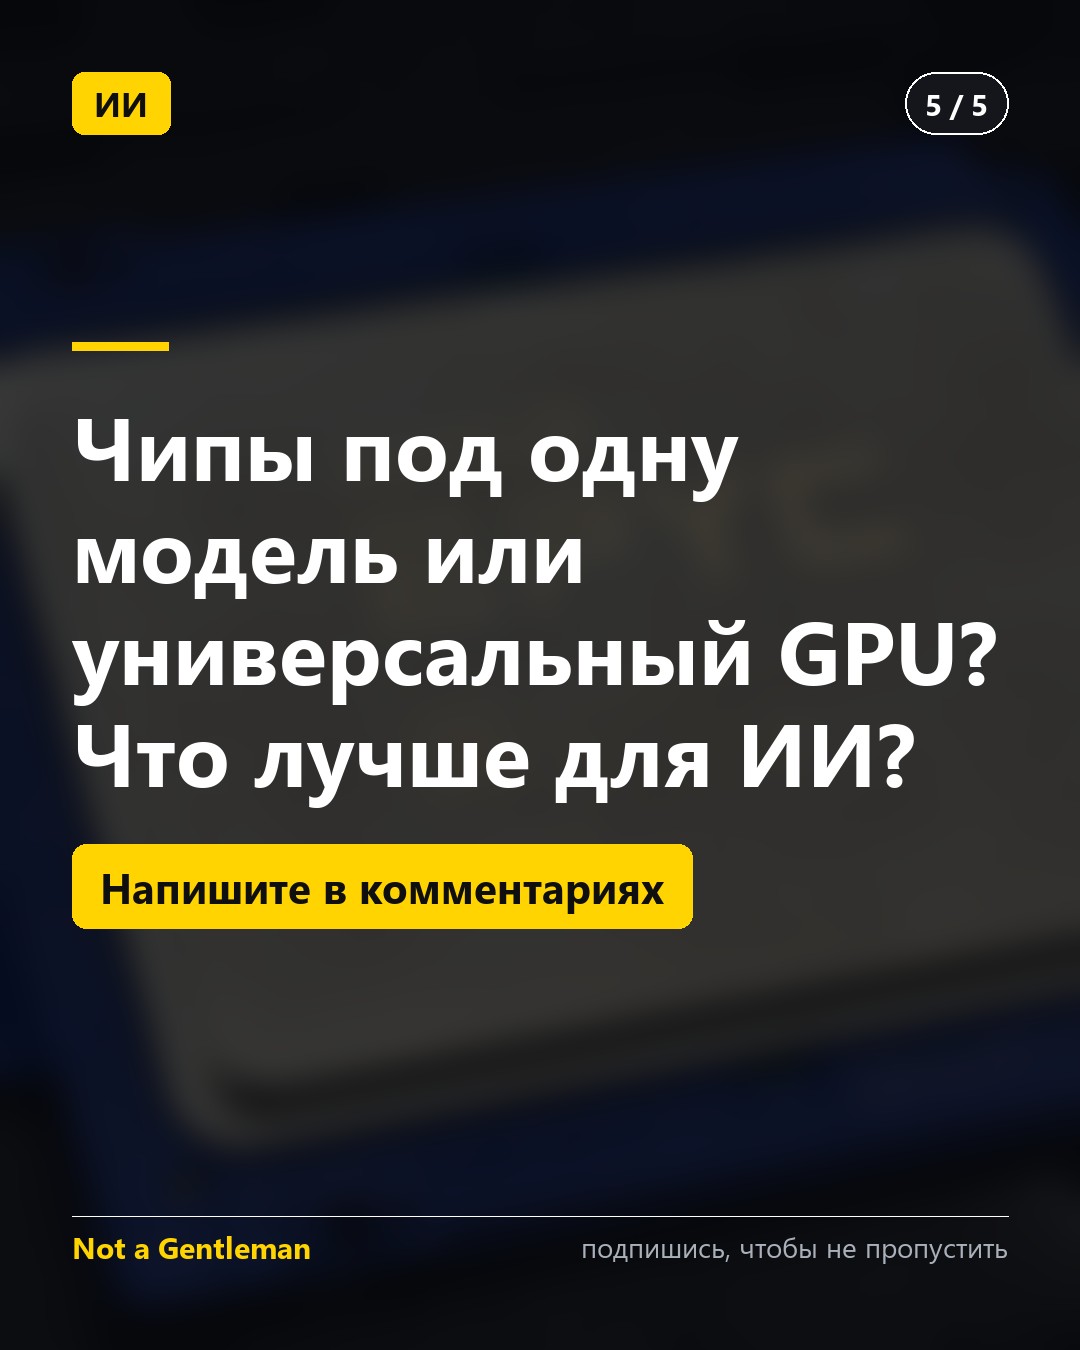 ИИ
5 / 5
Чипы под одну
модель или
универсальный GPU?
Что лучше для ИИ?
Напишите в комментариях
Not a Gentleman
подпишись, чтобы не пропустить